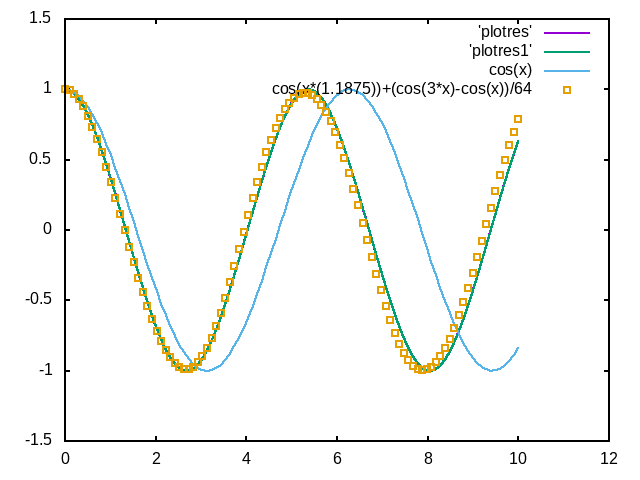 1.5
1
0.5
0
-0.5
-1
-1.5
0 2 4 6 8 10 12
'plotres'
'plotres1'
cos(x)
cos(x*(1.1875))+(cos(3*x)-cos(x))/64